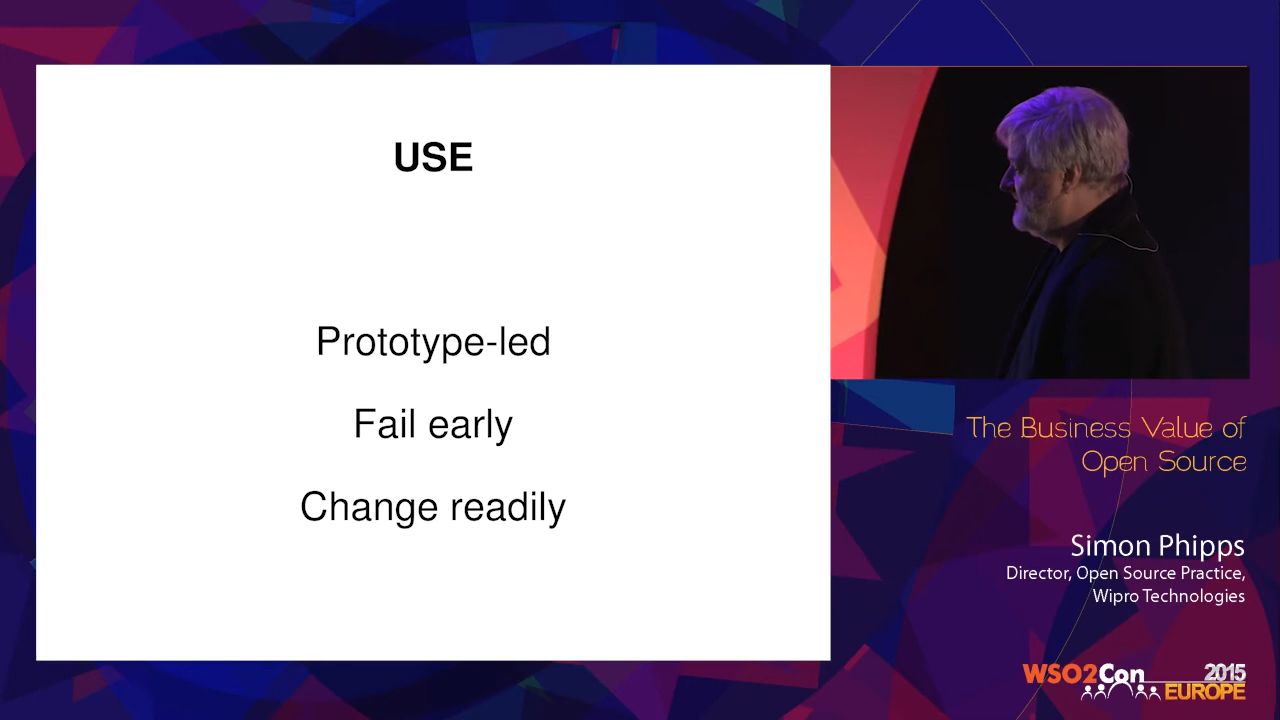 USE
Prototype-led
Fail early
Change readily
The Business Value of
Open Source
Simon Phipps
Director, Open Source Practice,
Wipro Technologies
WSO2Con 2015
EUROPE